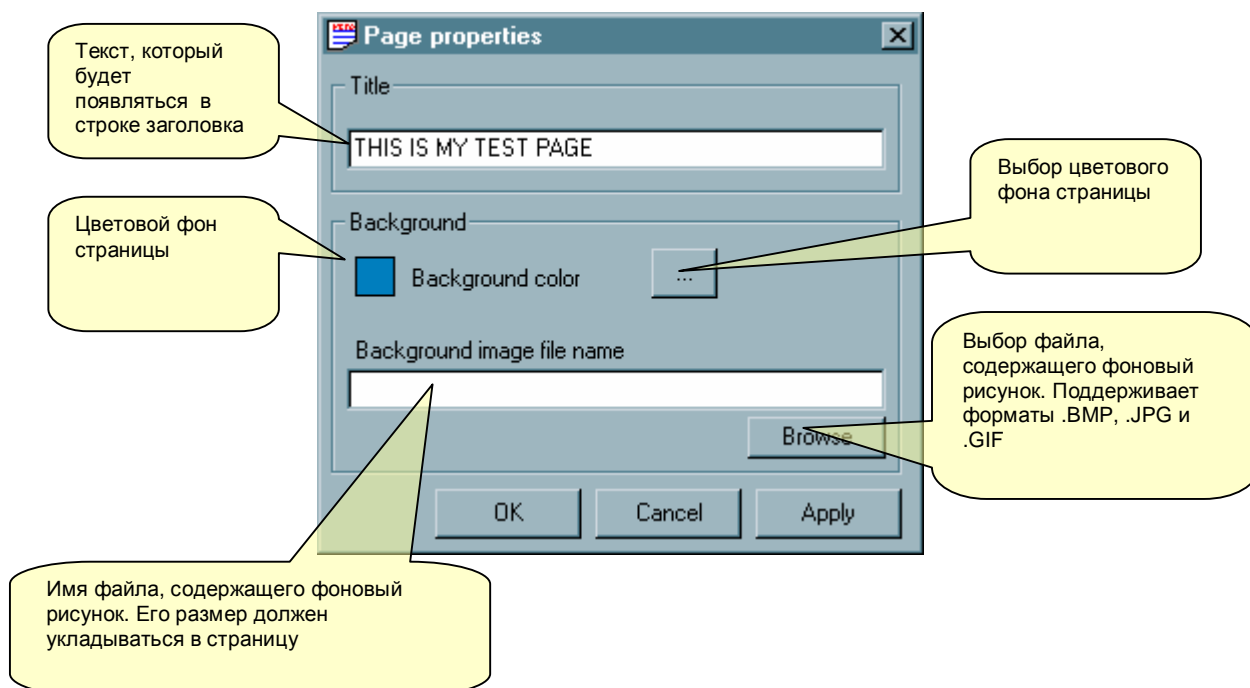 Текст, который
будет
появляться в
строке заголовка
Page properties
Title
THIS IS MY TEST PAGE
Выбор цветового
фона страницы
Цветовой фон
страницы
Background
Background color
...
Background image file name
Выбор файла,
содержащего фоновый
рисунок. Поддерживает
форматы .BMP, .JPG и
.GIF
Browse
OK
Cancel
Apply
Имя файла, содержащего фоновый
рисунок. Его размер должен
укладываться в страницу